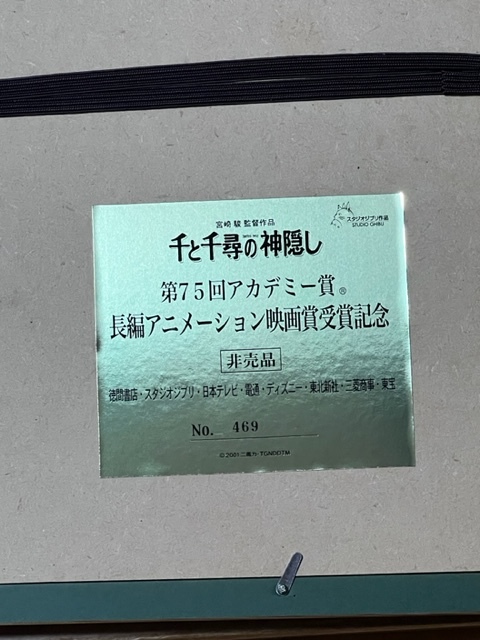 宮崎 駿 監督作品
スタジオジブリ作品
STUDIO GHIBLI
千と千尋の神隠し
第75回アカデミー賞®
長編アニメーション映画賞受賞記念
非売品
徳間書店・スタジオジブリ・日本テレビ・電通・ディズニー・東北新社・三菱商事・東宝
No. 469
© 2001 二馬力・TGNDDTM